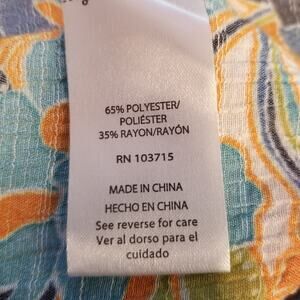 65% POLYESTER/
POLIÉSTER
35% RAYON/RAYÓN
RN 103715
MADE IN CHINA
HECHO EN CHINA
See reverse for care
Ver al dorso para el
cuidado